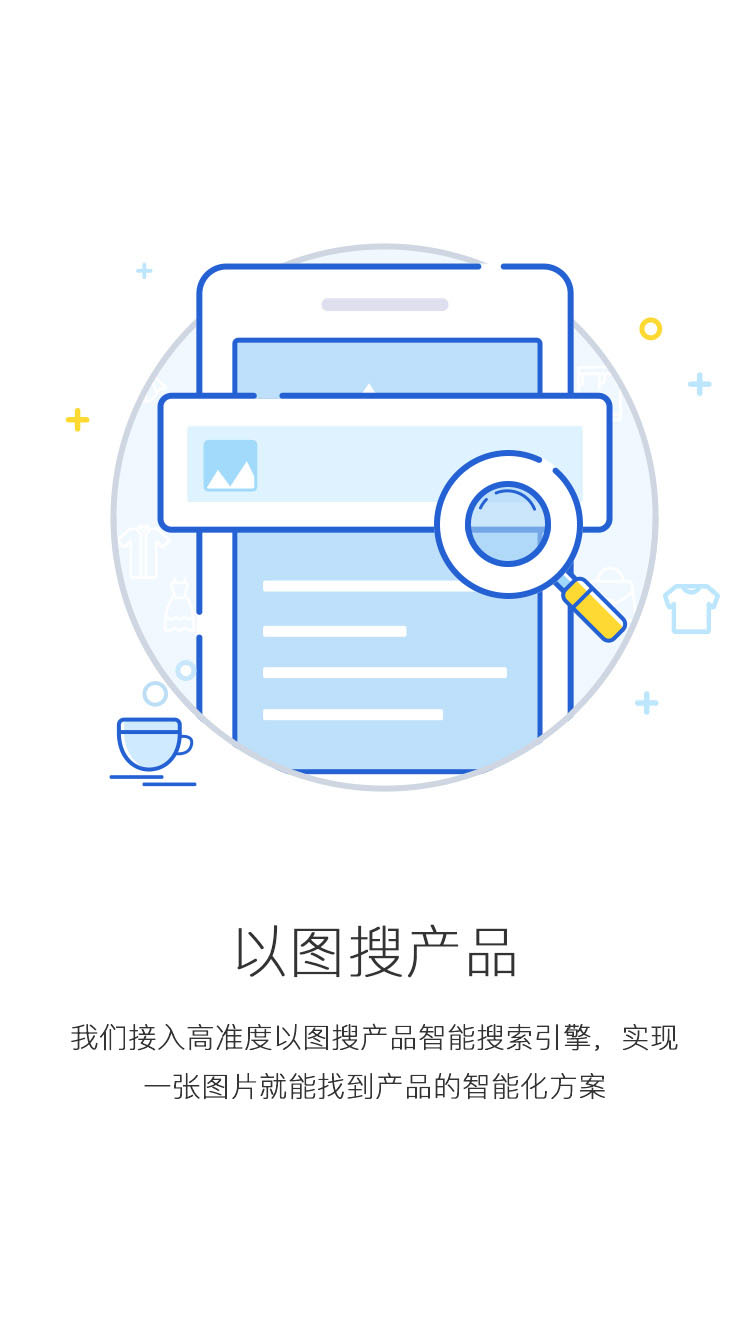 以图搜产品
我们接入高准度以图搜产品智能搜索引擎，实现
一张图片就能找到产品的智能化方案